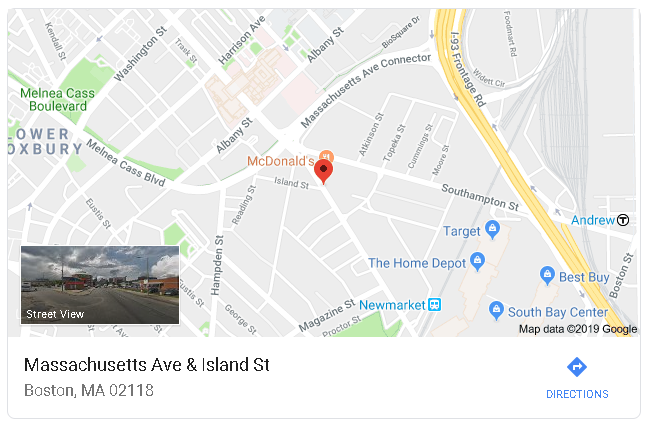 Kendall St
Washington St
Trask St
Harrison Ave
Albany St
BioSquare Dr
I-93 Frontage Rd
Foodmart Rd
Widett Cir
Massachusetts Ave Connector
Melnea Cass
Boulevard
LOWER
OXBURY
Albany St
Melnea Cass Blvd
McDonald's
Island St
Atkinson St
Topeka St
Cummings St
Moore St
Southampton St
Reading St
Eustis St
Eustis St
Hampden St
Andrew
T
Target
The Home Depot
Best Buy
Boston St
Newmarket
South Bay Center
Magazine St
George St
Proctor St
Street View
Map data ©2019 Google
Massachusetts Ave & Island St
Boston, MA 02118
DIRECTIONS